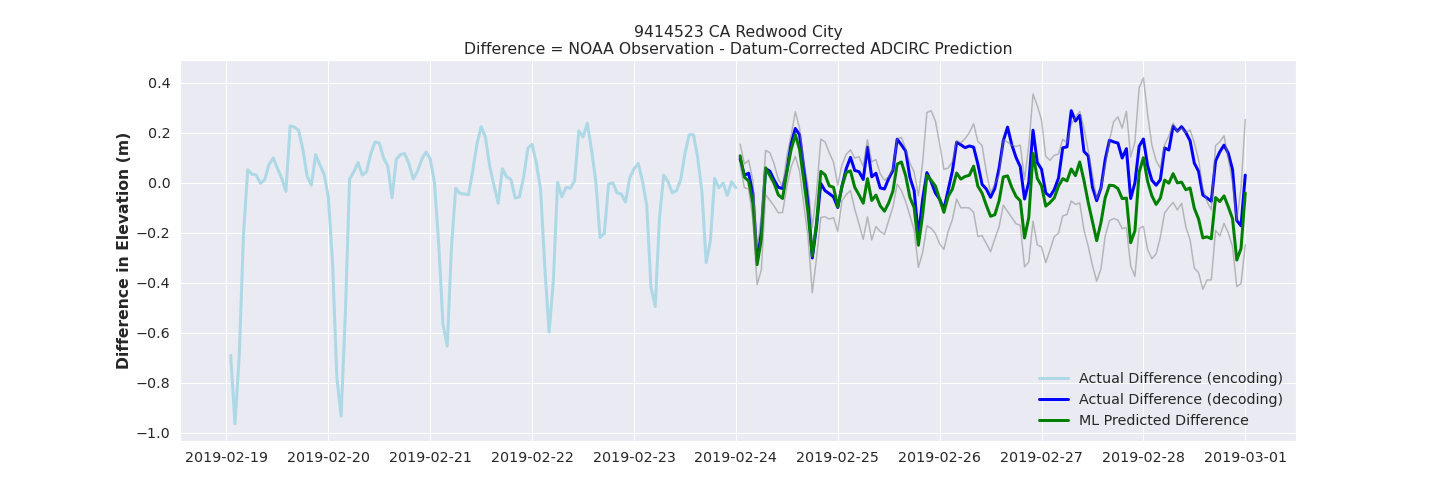 9414523 CA Redwood City
Difference = NOAA Observation - Datum-Corrected ADCIRC Prediction
Difference in Elevation (m)
0.4
0.2
0.0
−0.2
−0.4
−0.6
−0.8
−1.0
Actual Difference (encoding)
Actual Difference (decoding)
ML Predicted Difference
2019-02-19 2019-02-20 2019-02-21 2019-02-22 2019-02-23 2019-02-24 2019-02-25 2019-02-26 2019-02-27 2019-02-28 2019-03-01